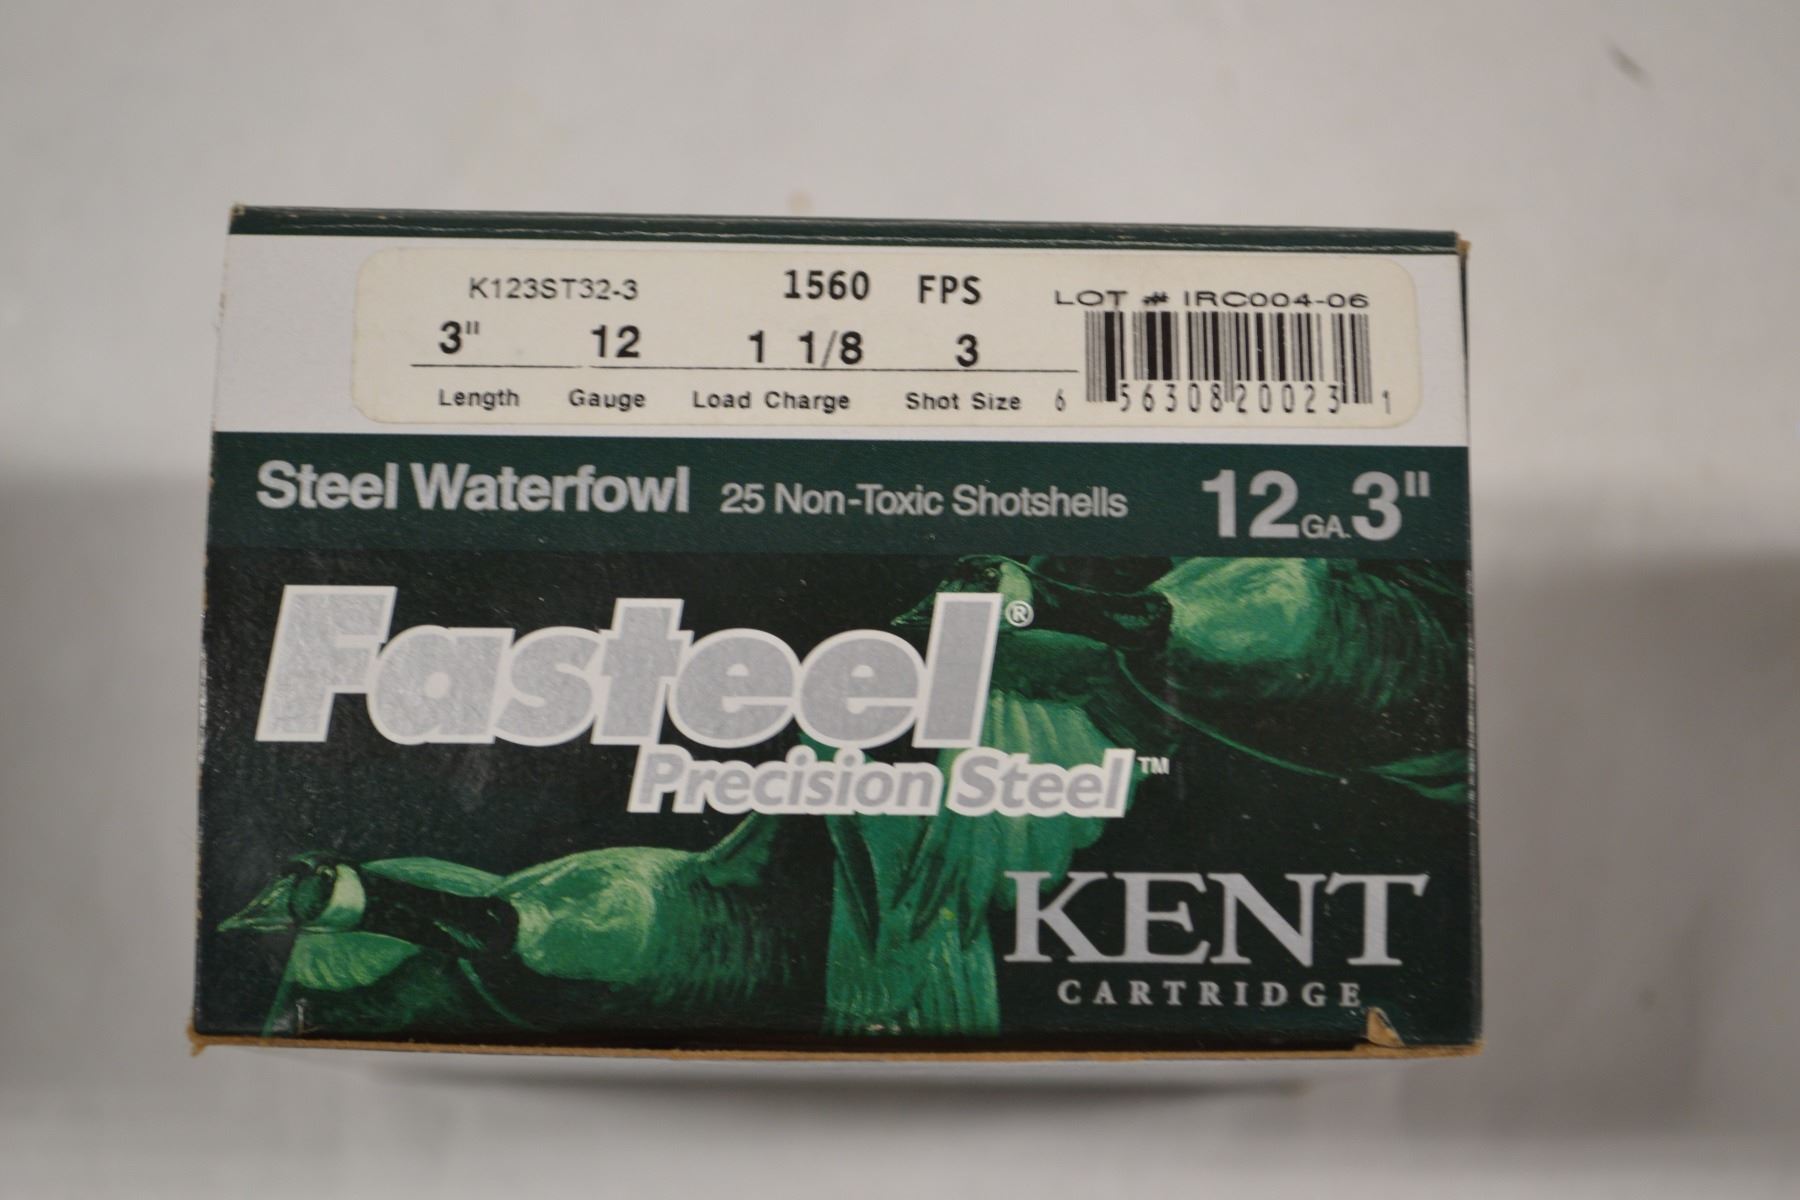 K123ST32-3 1560 FPS LOT # IRC004-06
3" 12 1 1/8 3
Length Gauge Load Charge Shot Size 6 56308 20023 1
Steel Waterfowl 25 Non-Toxic Shotshells 12 GA. 3"
Fasteel®
Precision Steel™
KENT
CARTRIDGE